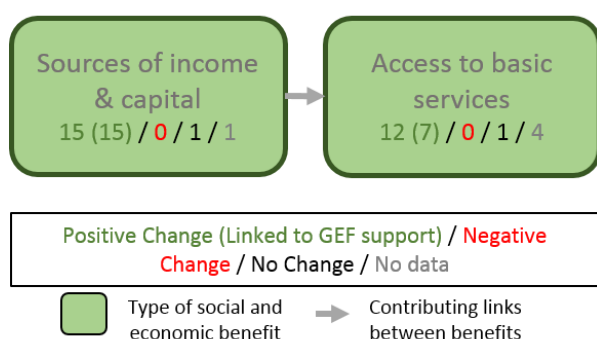 Sources of income
& capital
15 (15) / 0 / 1 / 1
Access to basic
services
12 (7) / 0 / 1 / 4
Positive Change (Linked to GEF support) / Negative
Change / No Change / No data
Type of social and
economic benefit
Contributing links
between benefits